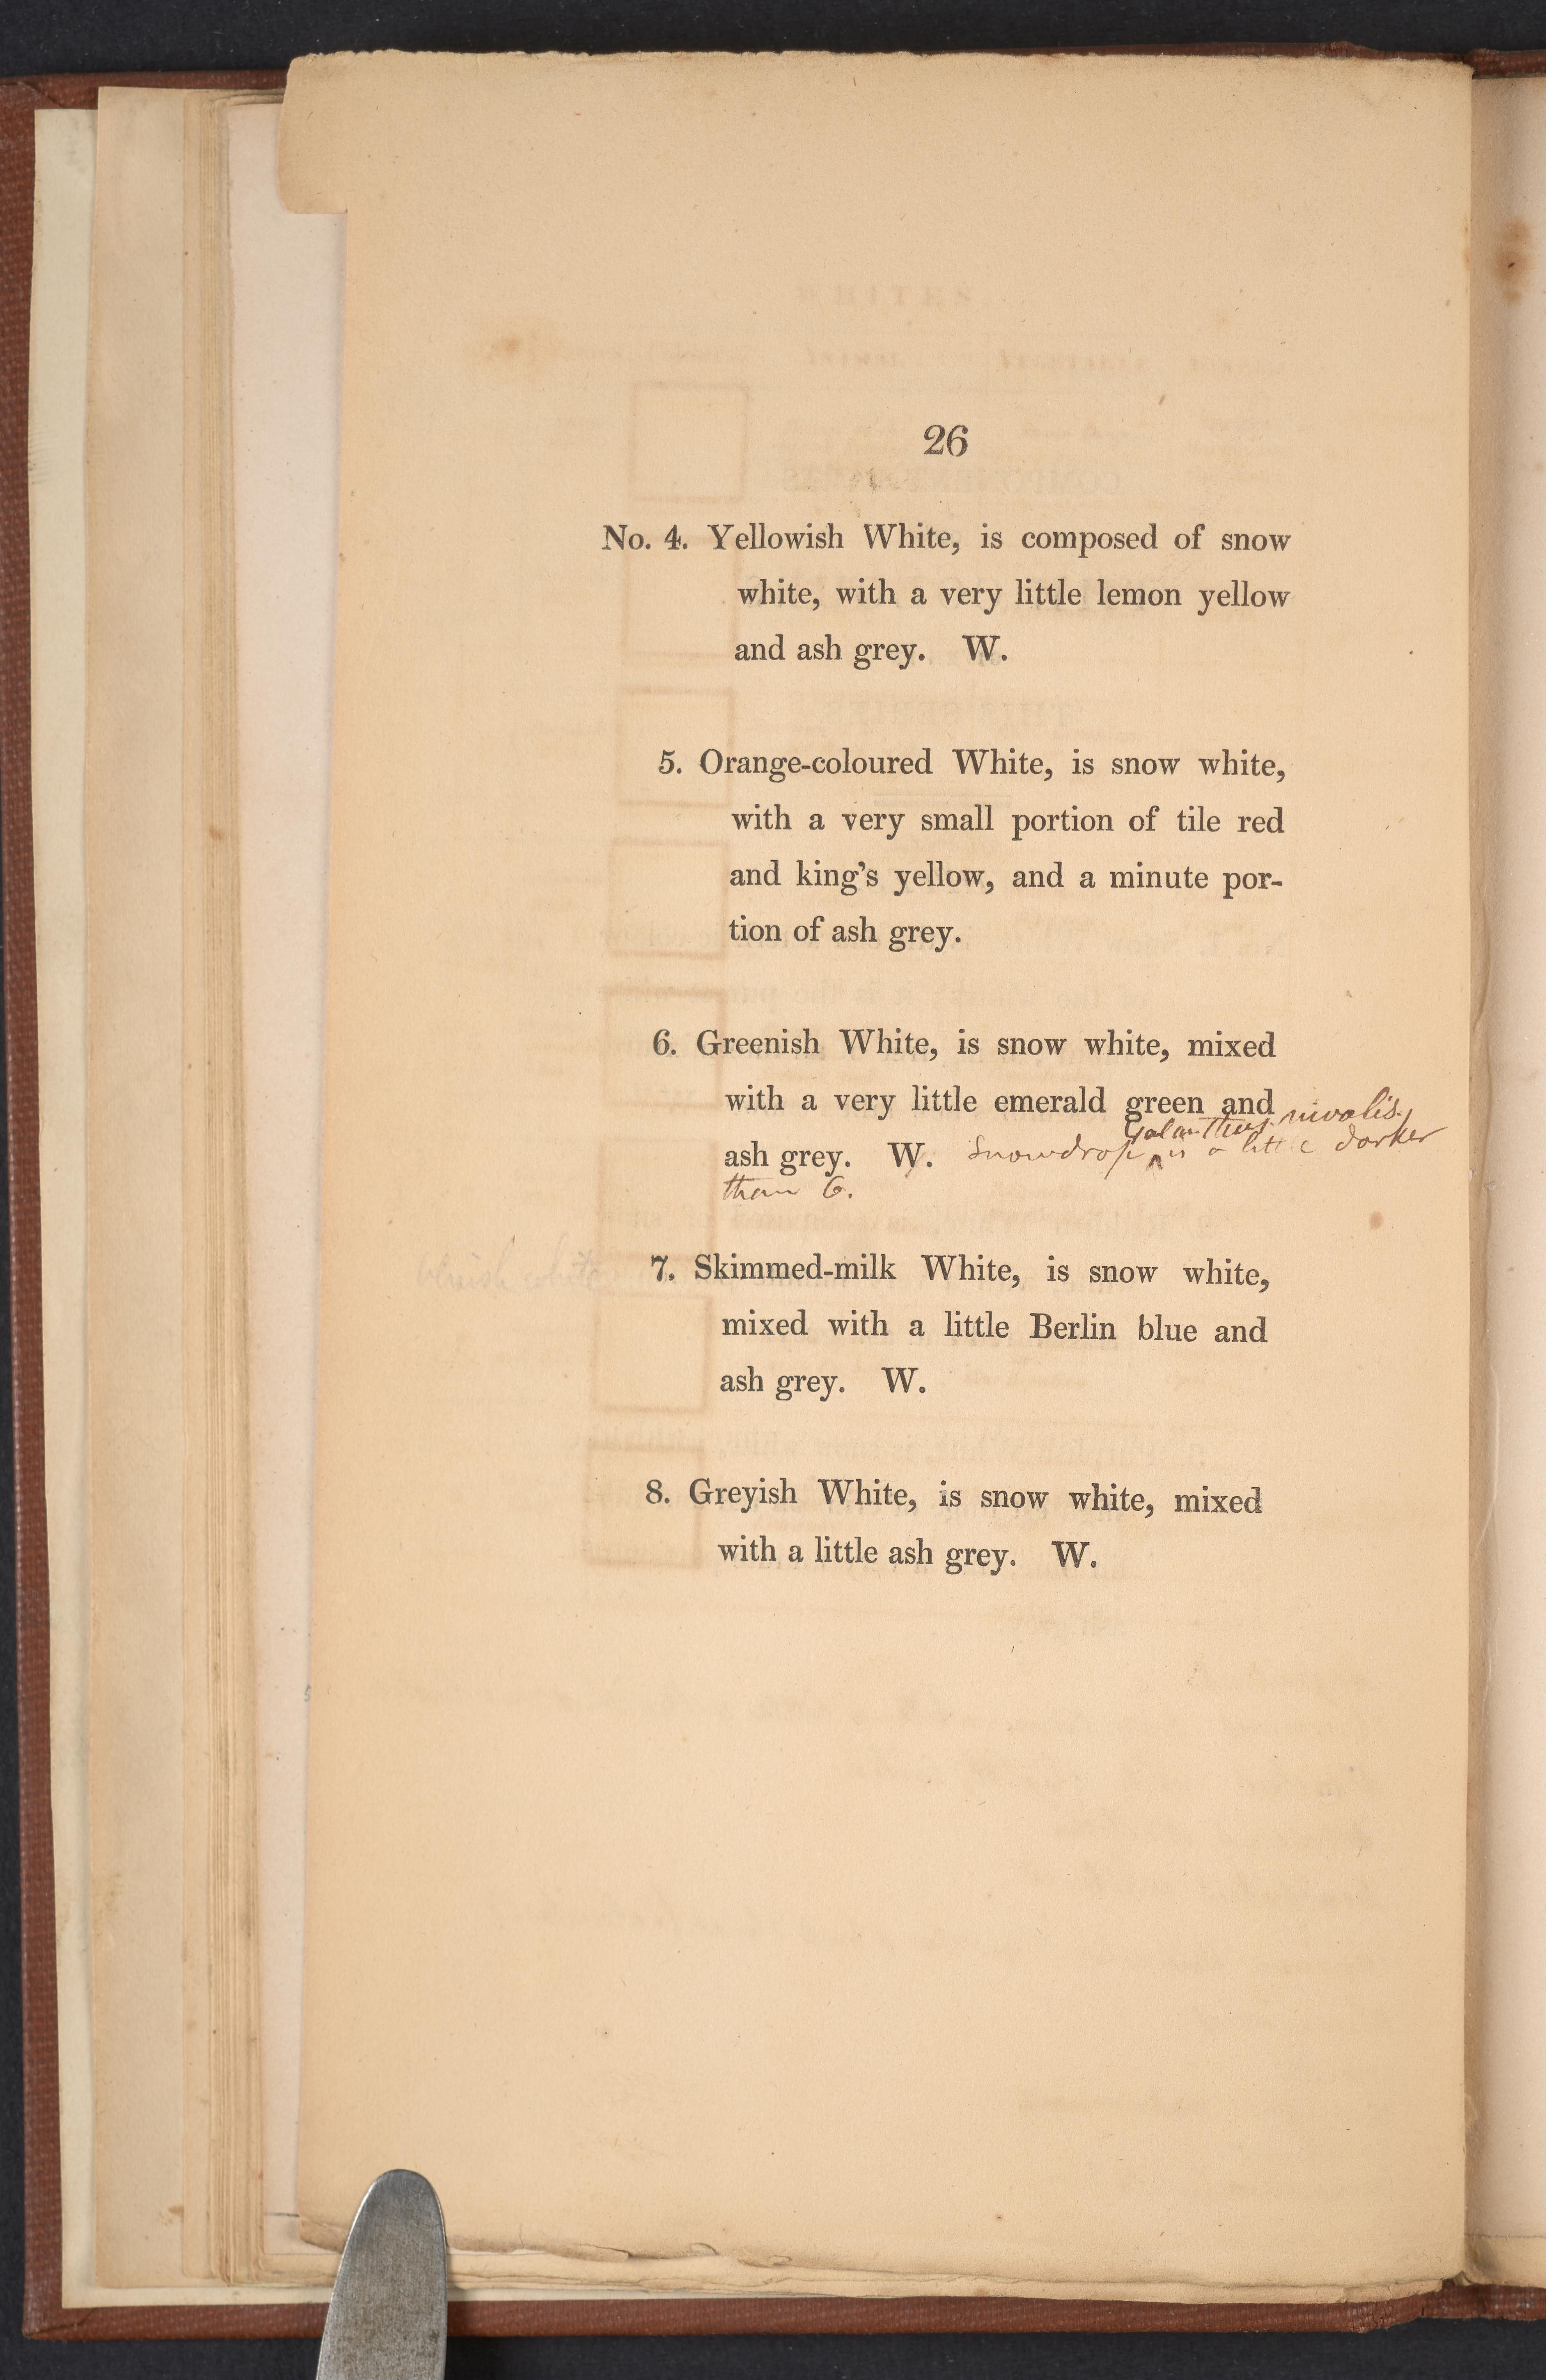 26
No. 4. Yellowish White, is composed of snow
white, with a very little lemon yellow
and ash grey. W.
5. Orange-coloured White, is snow white,
with a very small portion of tile red
and king's yellow, and a minute por-
tion of ash grey.
6. Greenish White, is snow white, mixed
with a very little emerald green and
Galanthus nivalis,
ash grey. W. Snowdrop ‸ is a little darker
than 6.
blueish white
7. Skimmed-milk White, is snow white,
mixed with a little Berlin blue and
ash grey. W.
8. Greyish White, is snow white, mixed
with a little ash grey. W.